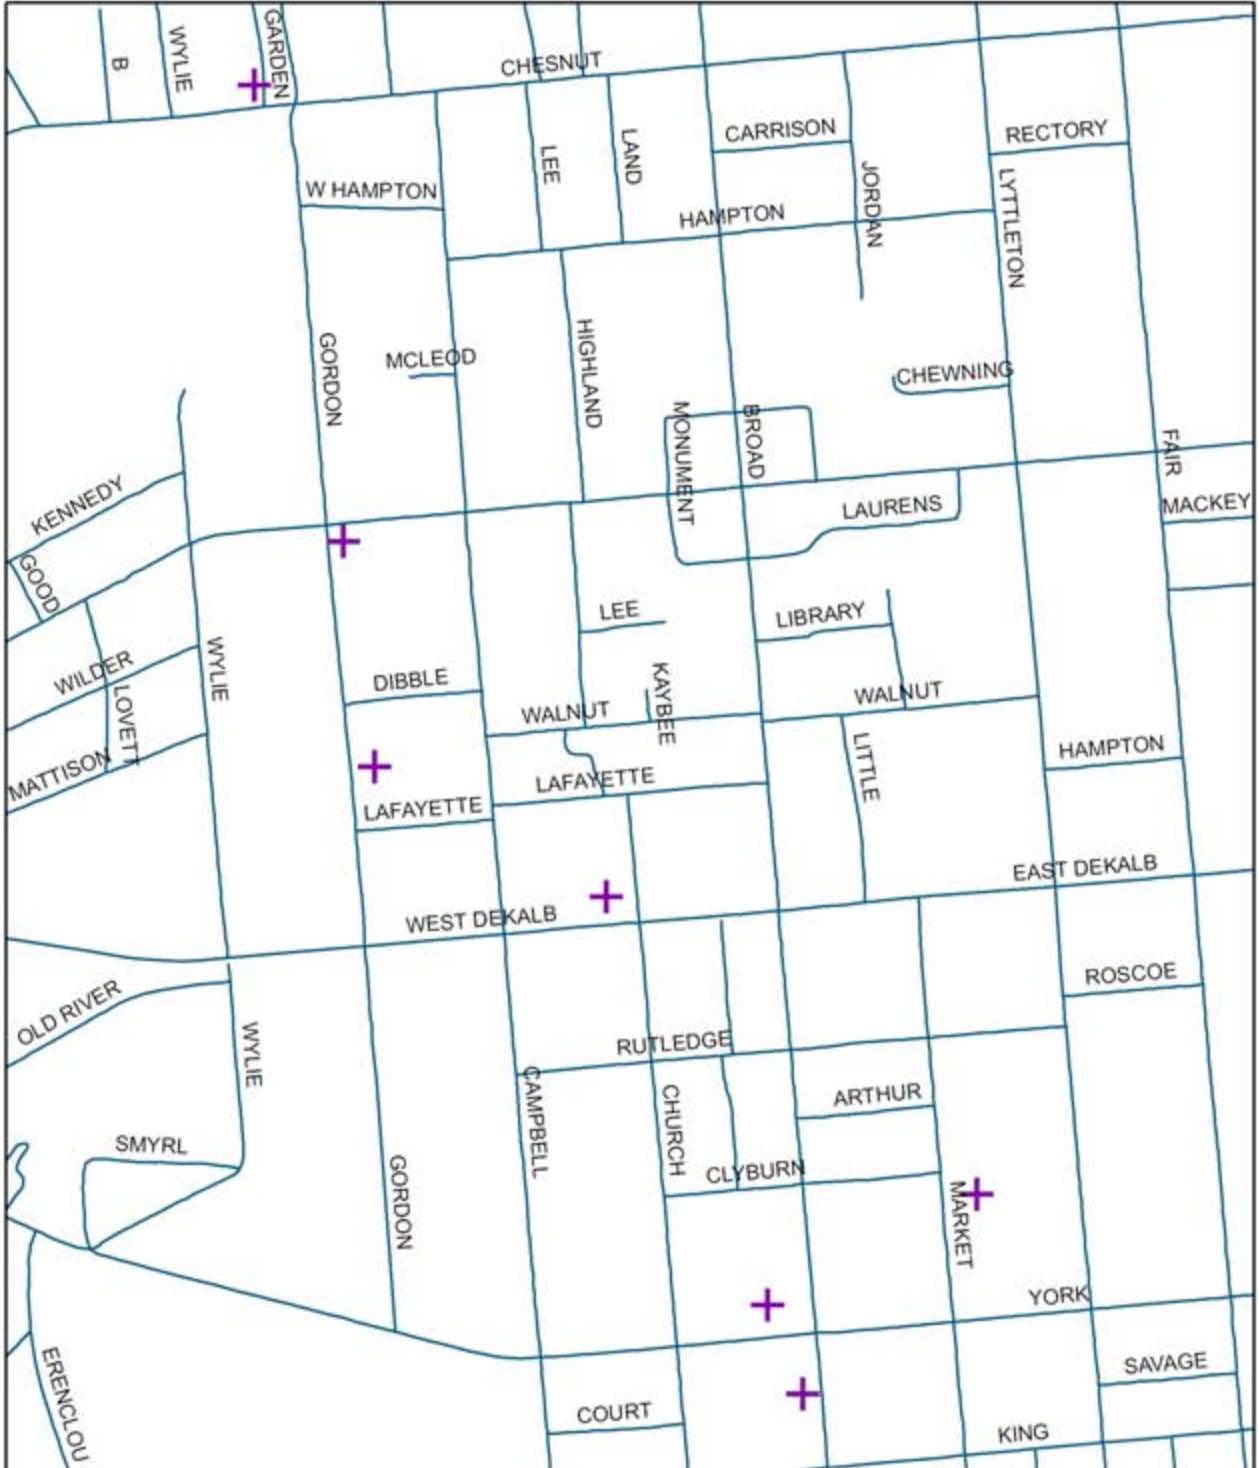 GARDEN
WYLIE
B
CHESNUT
CARRISON
RECTORY
LEE
LAND
JORDAN
W HAMPTON
HAMPTON
LYTTLETON
GORDON
HIGHLAND
MCLEOD
CHEWNING
MONUMENT
BROAD
FAIR
KENNEDY
MACKEY
LAURENS
GOOD
LEE
LIBRARY
WYLIE
WILDER
KAYBEE
DIBBLE
LOVETT
WALNUT
WALNUT
LITTLE
HAMPTON
MATTISON
LAFAYETTE
LAFAYETTE
EAST DEKALB
WEST DEKALB
ROSCOE
OLD RIVER
WYLIE
RUTLEDGE
CAMPBELL
CHURCH
ARTHUR
SMYRL
GORDON
CLYBURN
MARKET
YORK
ERENCLOU
SAVAGE
COURT
KING